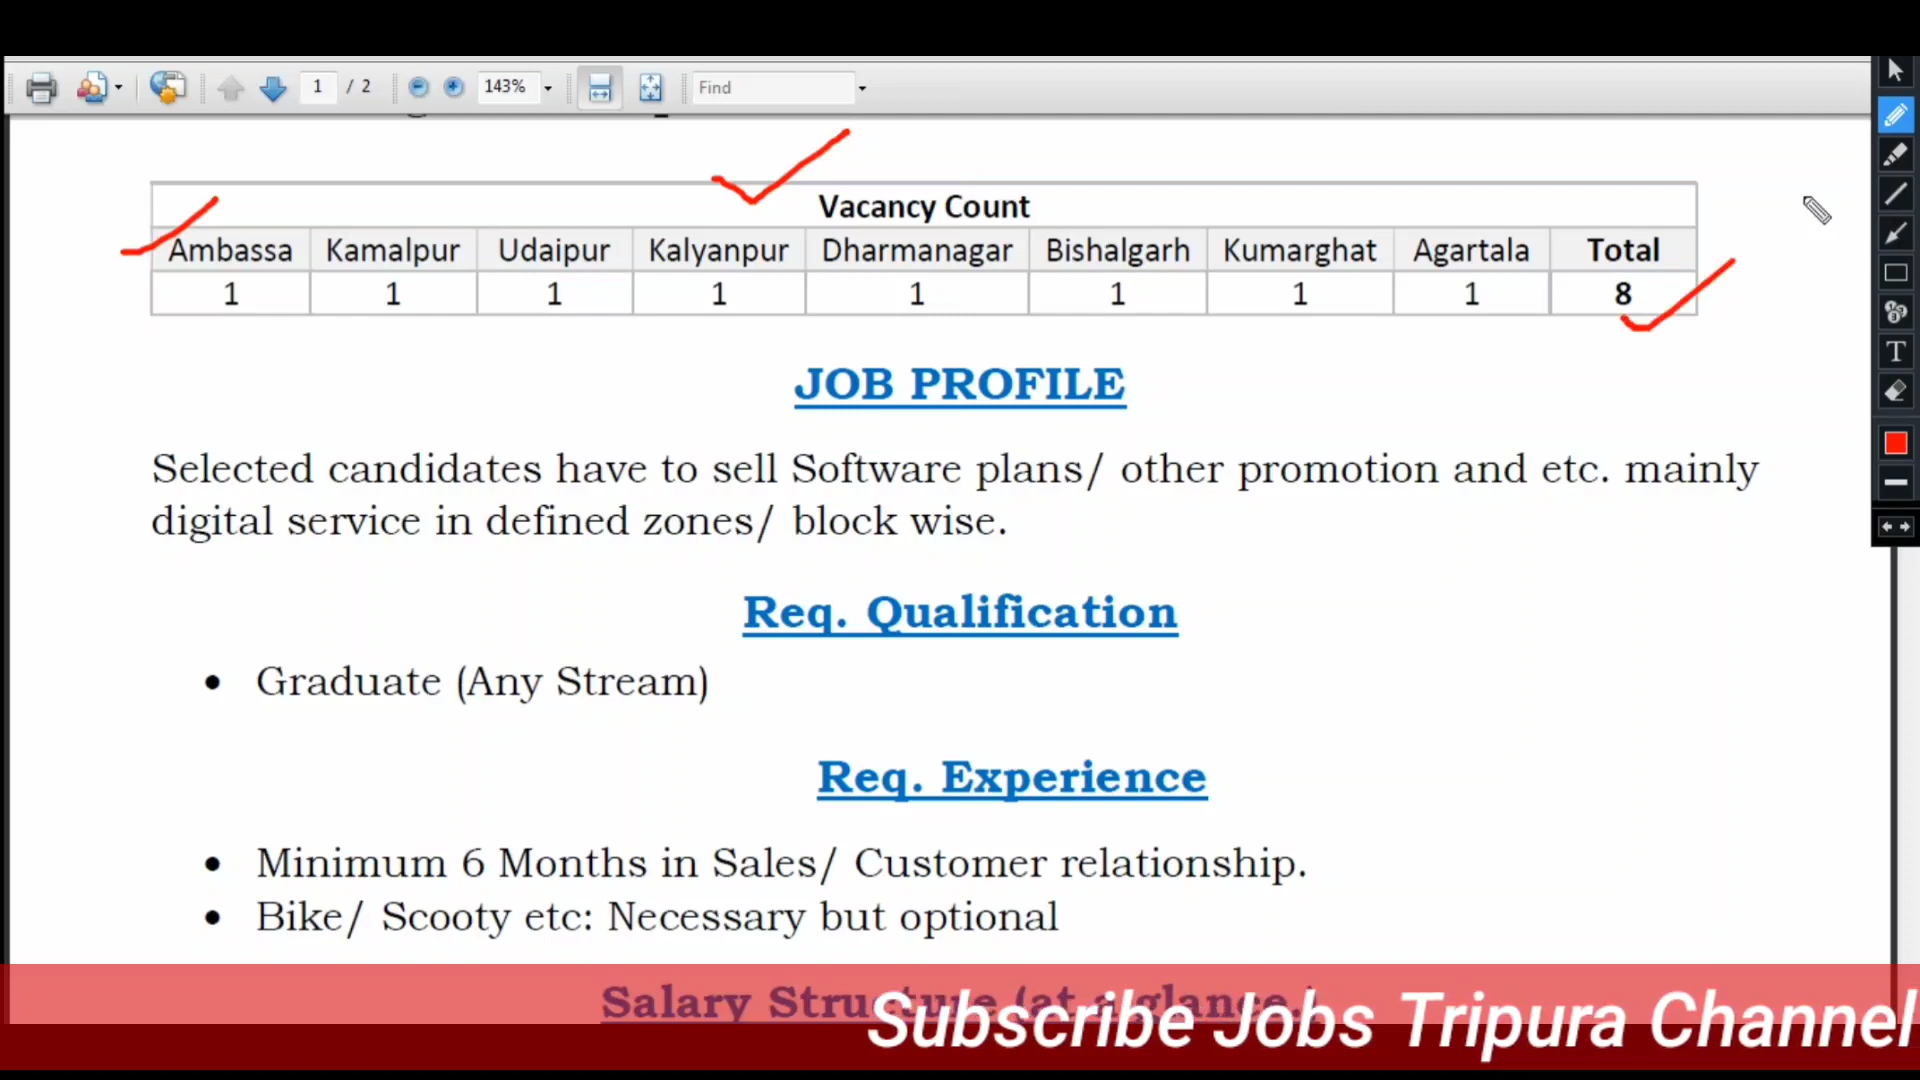 1 / 2 143% Find
Vacancy Count
Ambassa Kamalpur Udaipur Kalyanpur Dharmanagar Bishalgarh Kumarghat Agartala Total
1 1 1 1 1 1 1 1 8
JOB PROFILE
Selected candidates have to sell Software plans/ other promotion and etc. mainly
digital service in defined zones/ block wise.
Req. Qualification
• Graduate (Any Stream)
Req. Experience
• Minimum 6 Months in Sales/ Customer relationship.
• Bike/ Scooty etc: Necessary but optional
Salary Structure (at a glance.)
Subscribe Jobs Tripura Channel